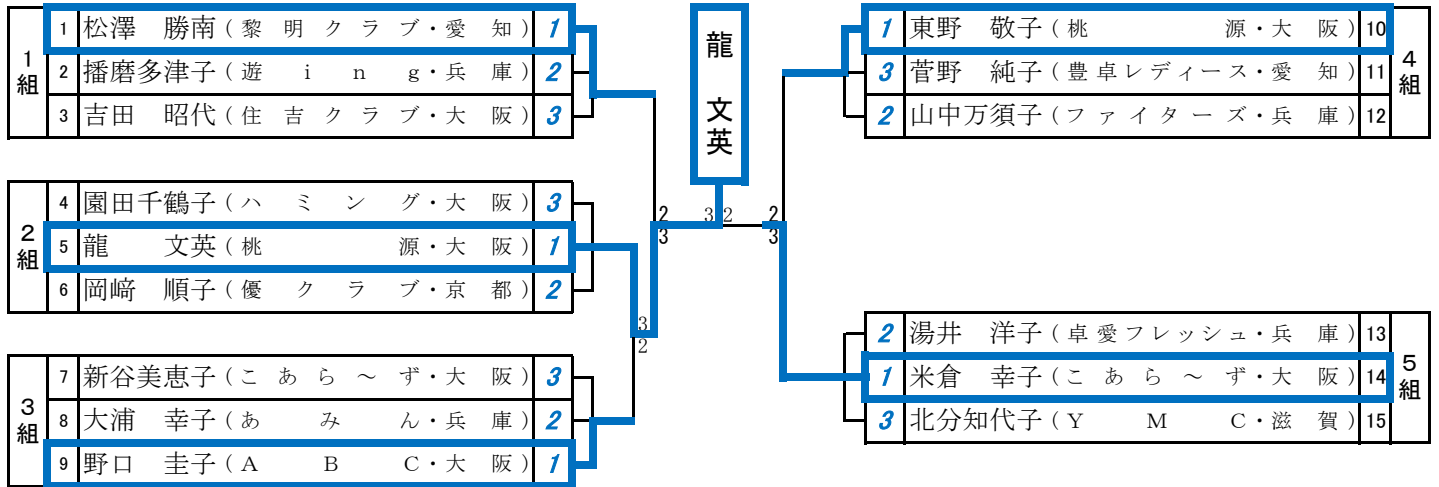 1組
1 松澤 勝南(黎明クラブ・愛知) 1
2 播磨多津子(遊ing・兵庫) 2
3 吉田 昭代(住吉クラブ・大阪) 3
2組
4 園田千鶴子(ハミング・大阪) 3
5 龍 文英(桃源・大阪) 1
6 岡﨑 順子(優クラブ・京都) 2
3組
7 新谷美恵子(こあら～ず・大阪) 3
8 大浦 幸子(あみん・兵庫) 2
9 野口 圭子(ABC・大阪) 1
3
2
2
3
龍 文英
3 2
2
3
4組
1 東野 敬子(桃源・大阪) 10
3 菅野 純子(豊卓レディース・愛知) 11
2 山中万須子(ファイターズ・兵庫) 12
5組
2 湯井 洋子(卓愛フレッシュ・兵庫) 13
1 米倉 幸子(こあら～ず・大阪) 14
3 北分知代子(YMC・滋賀) 15